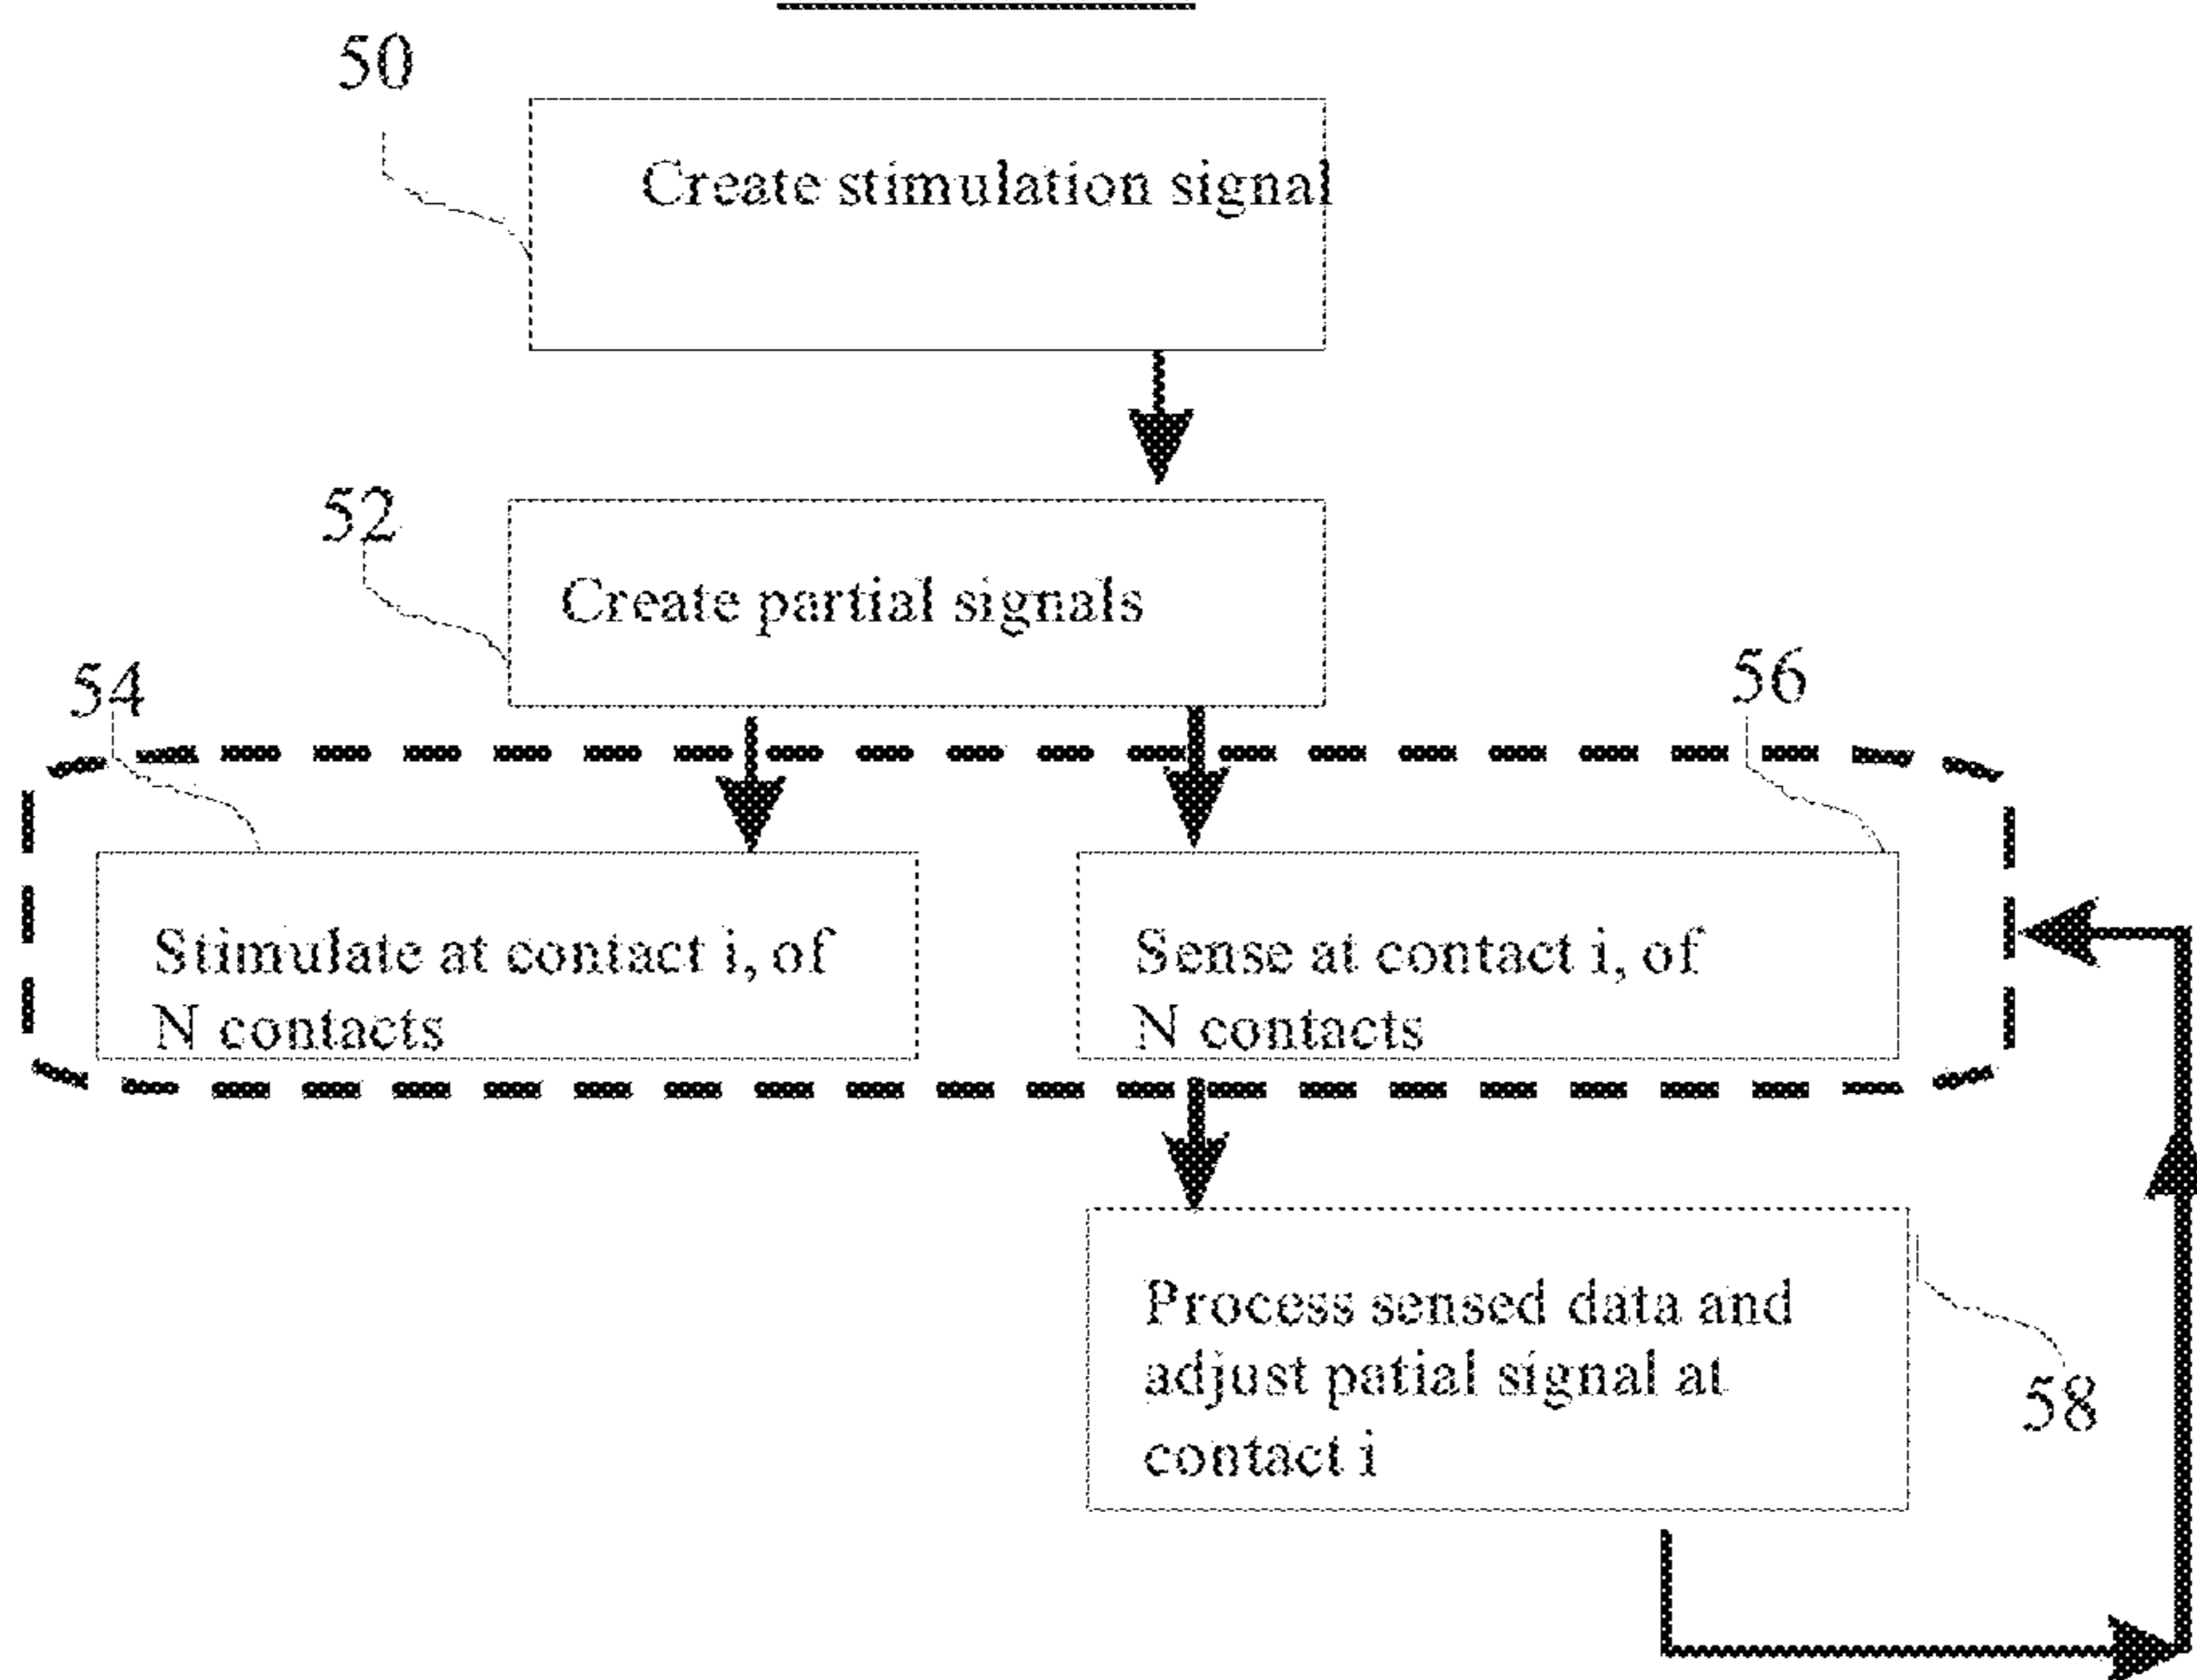 50
Create stimulation signal
52
Create partial signals
54
56
Stimulate at contact i, of
N contacts
Sense at contact i, of
N contacts
Process sensed data and
adjust patial signal at
contact i
58